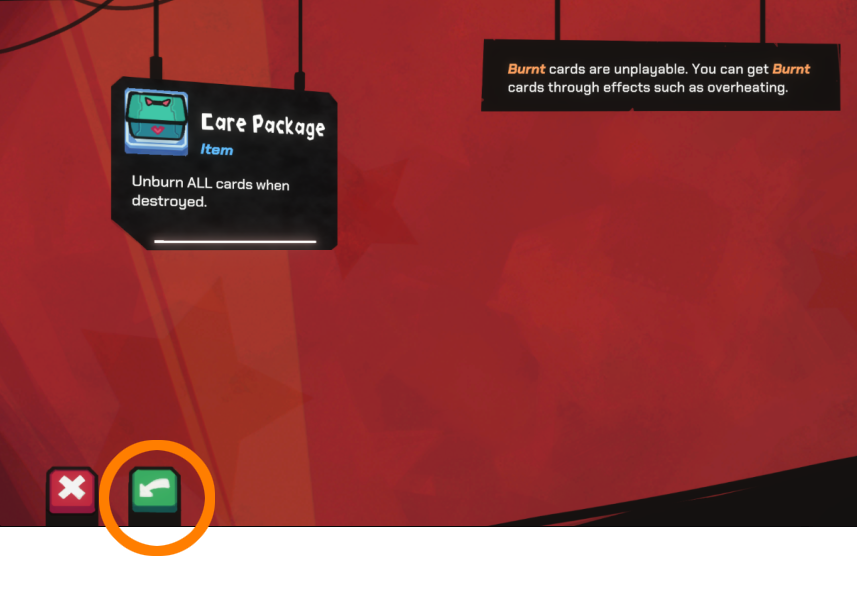 Care Package
Item
Unburn ALL cards when
destroyed.
Burnt cards are unplayable. You can get Burnt
cards through effects such as overheating.